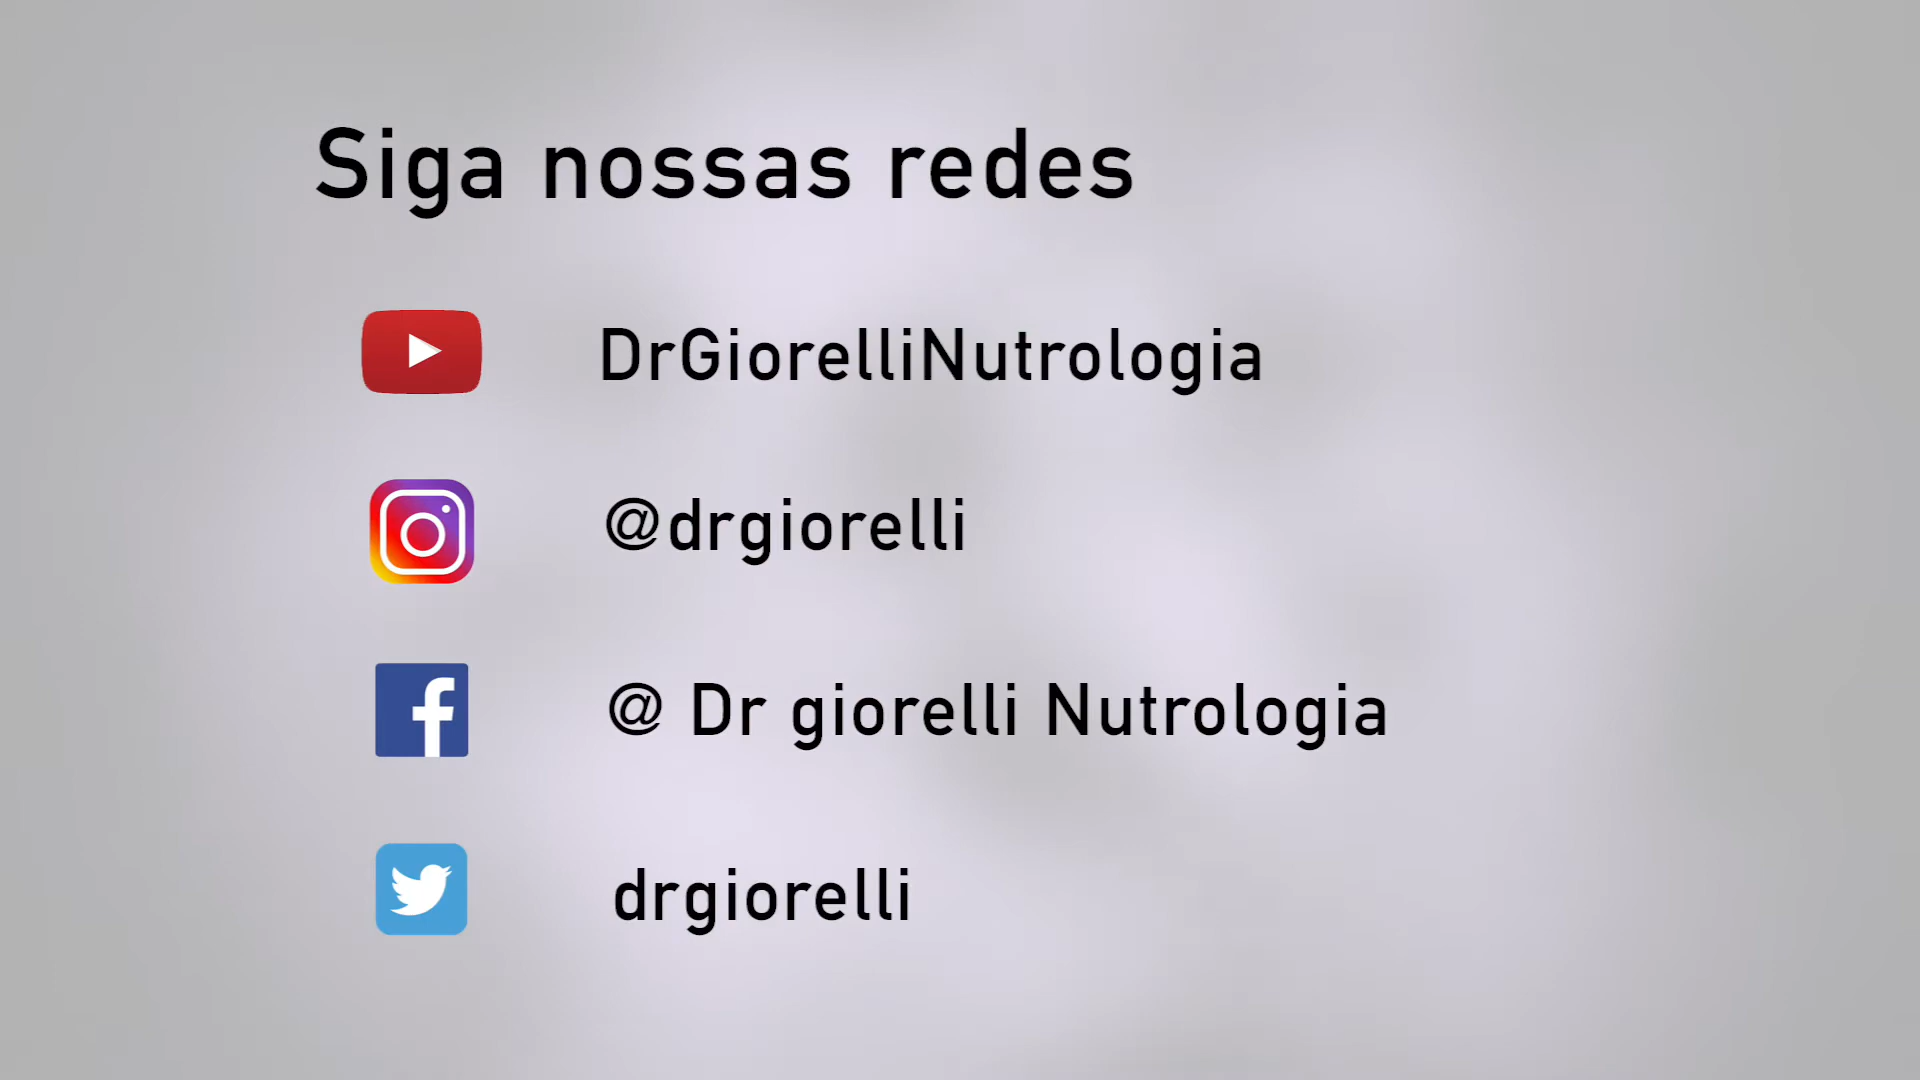 Siga nossas redes
DrGiorelliNutrologia
@drgiorelli
@ Dr giorelli Nutrologia
drgiorelli